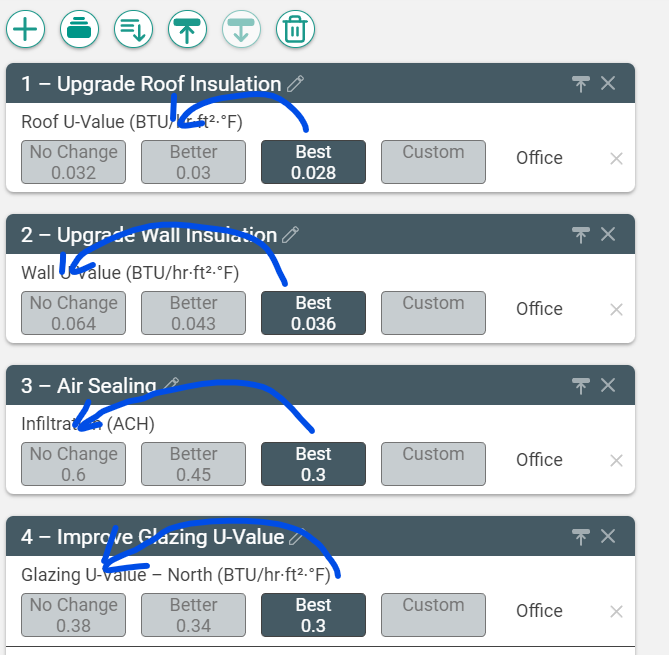 1 – Upgrade Roof Insulation
Roof U-Value (BTU/hr·ft²·°F)
No Change Better Best Custom Office
0.032 0.03 0.028
2 – Upgrade Wall Insulation
Wall U-Value (BTU/hr·ft²·°F)
No Change Better Best Custom Office
0.064 0.043 0.036
3 – Air Sealing
Infiltration (ACH)
No Change Better Best Custom Office
0.6 0.45 0.3
4 – Improve Glazing U-Value
Glazing U-Value – North (BTU/hr·ft²·°F)
No Change Better Best Custom Office
0.38 0.34 0.3